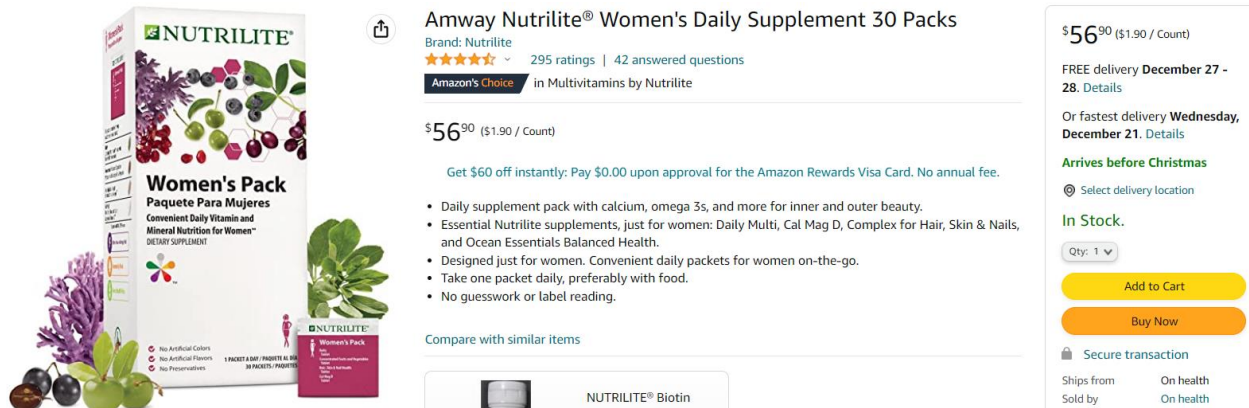 NUTRILITE®
Women's Pack
Paquete Para Mujeres
Convenient Daily Vitamin and
Mineral Nutrition for Women™
DIETARY SUPPLEMENT
No Artificial Colors
No Artificial Flavors
No Preservatives
1 PACKET A DAY / PAQUETE AL DÍA
30 PACKETS / PAQUETES
NUTRILITE®
Women's Pack
Amway Nutrilite® Women's Daily Supplement 30 Packs
Brand: Nutrilite
295 ratings | 42 answered questions
Amazon's Choice in Multivitamins by Nutrilite
$56 90 ($1.90 / Count)
Get $60 off instantly: Pay $0.00 upon approval for the Amazon Rewards Visa Card. No annual fee.
• Daily supplement pack with calcium, omega 3s, and more for inner and outer beauty.
• Essential Nutrilite supplements, just for women: Daily Multi, Cal Mag D, Complex for Hair, Skin & Nails,
and Ocean Essentials Balanced Health.
• Designed just for women. Convenient daily packets for women on-the-go.
• Take one packet daily, preferably with food.
• No guesswork or label reading.
Compare with similar items
NUTRILITE® Biotin
$56 90 ($1.90 / Count)
FREE delivery December 27 -
28. Details
Or fastest delivery Wednesday,
December 21. Details
Arrives before Christmas
Select delivery location
In Stock.
Qty: 1
Add to Cart
Buy Now
Secure transaction
Ships from On health
Sold by On health